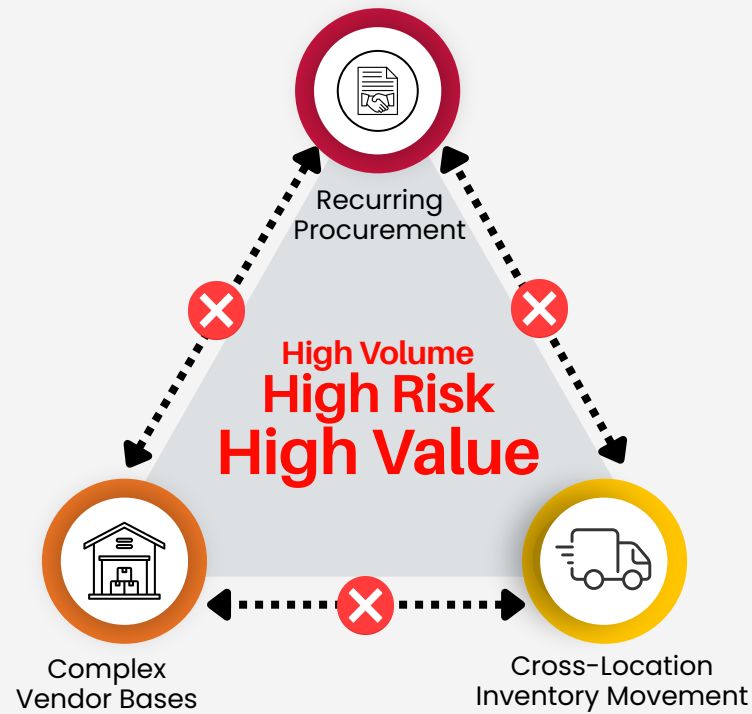 Recurring
Procurement
High Volume
High Risk
High Value
Complex
Vendor Bases
Cross-Location
Inventory Movement